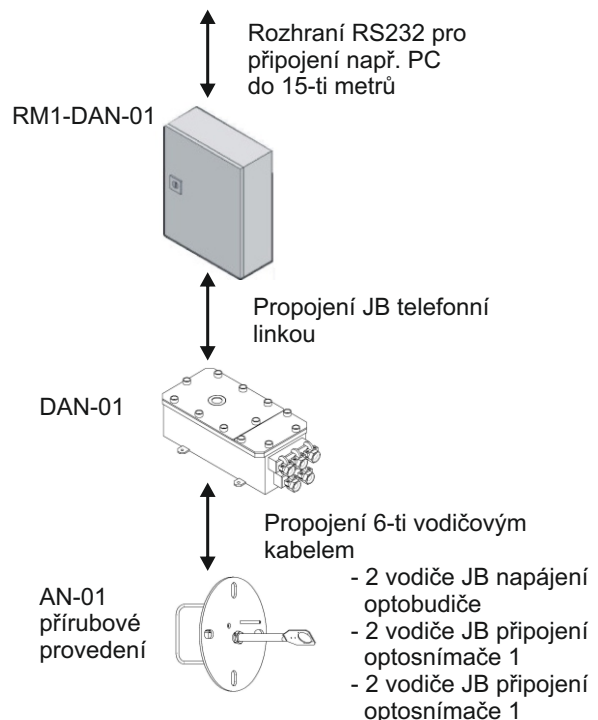 Rozhraní RS232 pro
připojení např. PC
do 15-ti metrů
RM1-DAN-01
Propojení JB telefonní
linkou
DAN-01
Propojení 6-ti vodičovým
kabelem
- 2 vodiče JB napájení
optobudiče
- 2 vodiče JB připojení
optosnímače 1
- 2 vodiče JB připojení
optosnímače 1
AN-01
přírubové
provedení